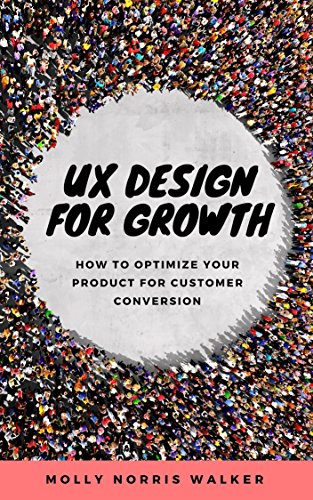 UX DESIGN
FOR GROWTH
HOW TO OPTIMIZE YOUR
PRODUCT FOR CUSTOMER
CONVERSION
MOLLY NORRIS WALKER